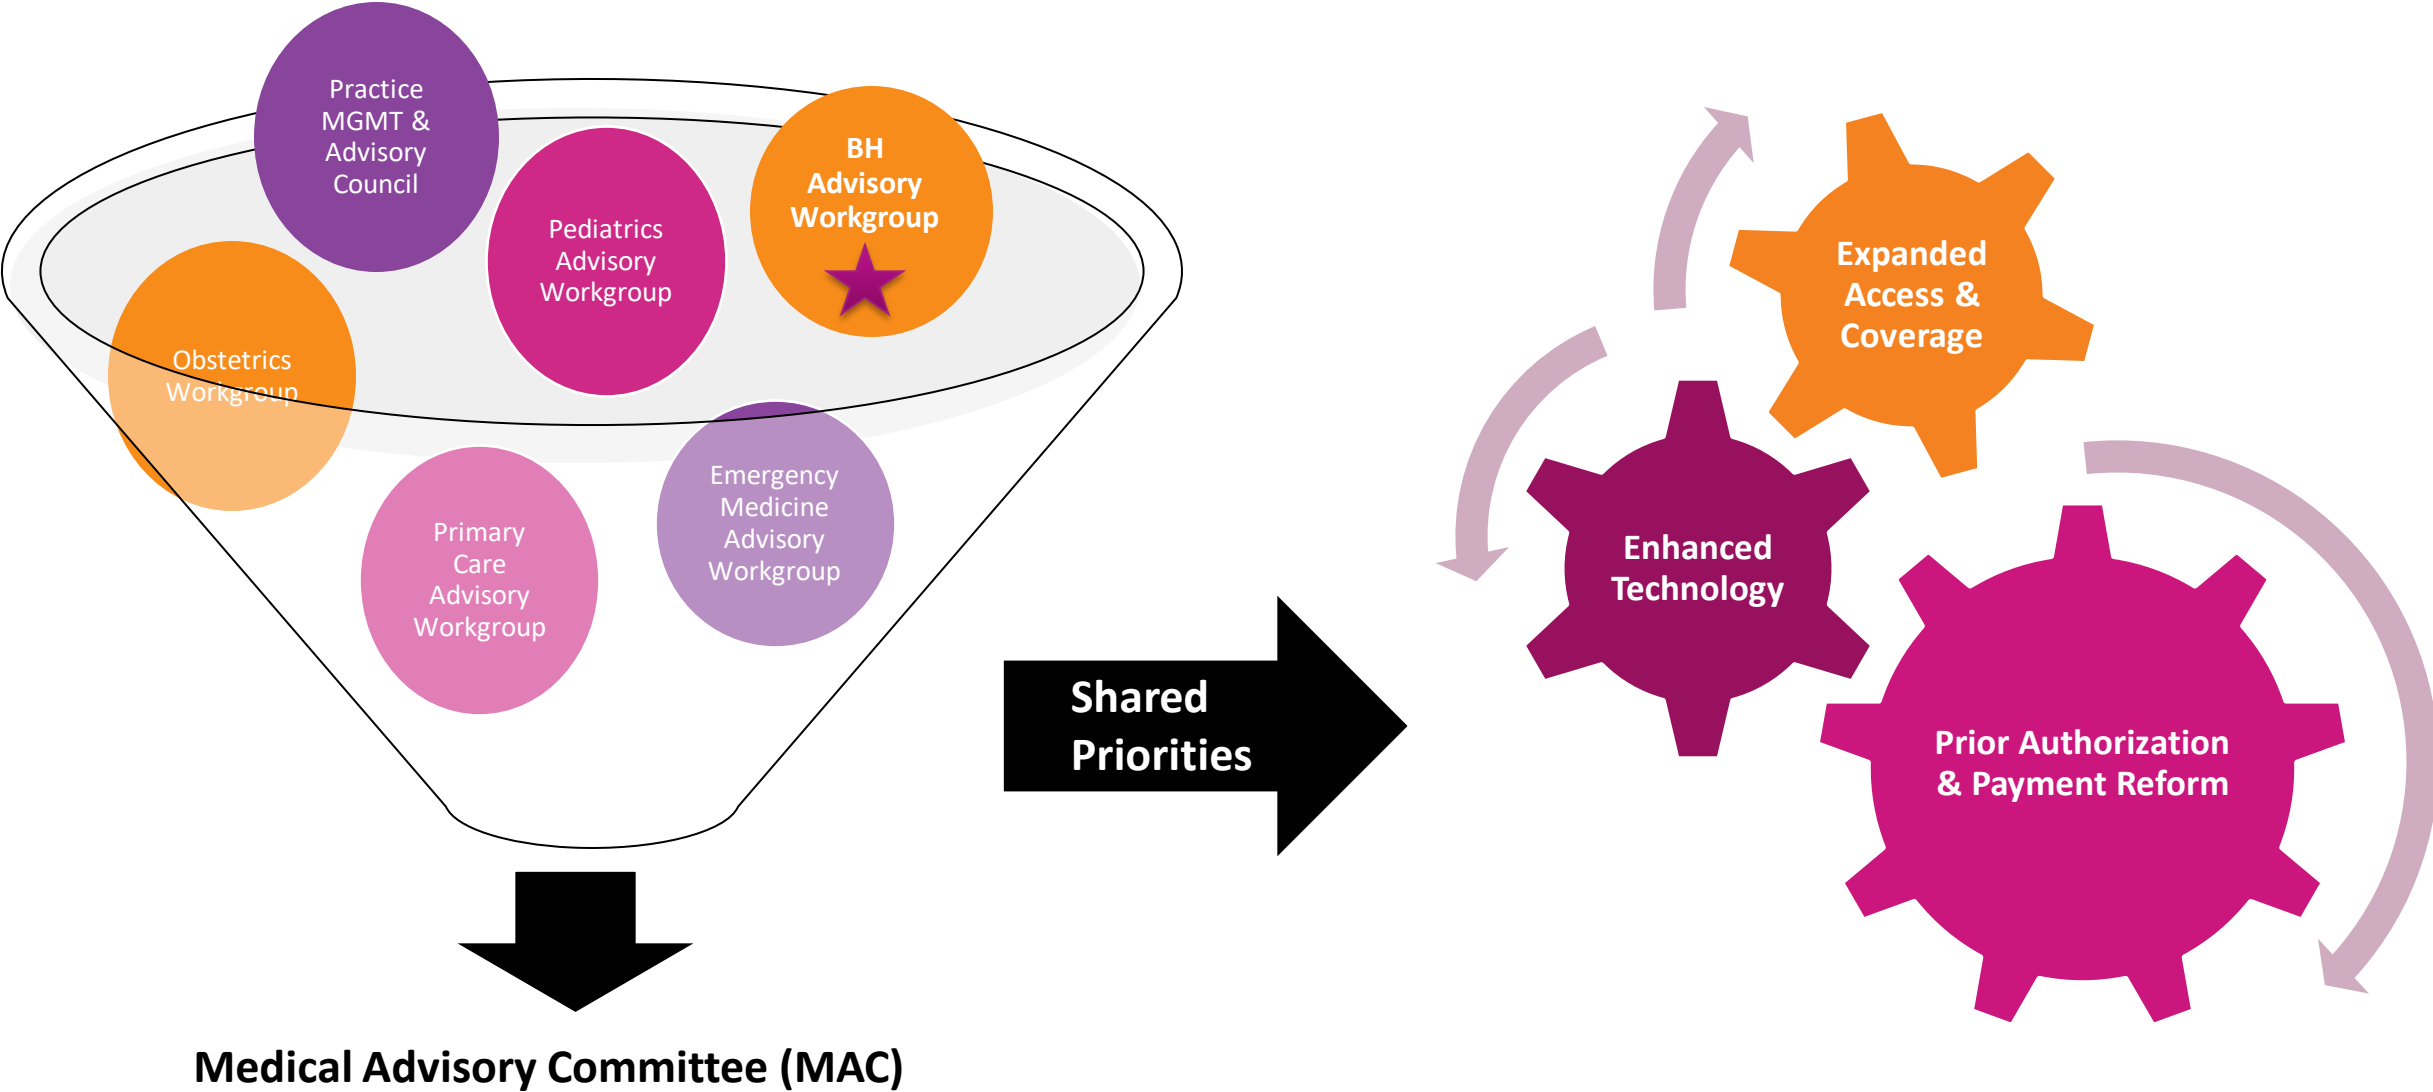 Practice
MGMT &
Advisory
Council
Pediatrics
Advisory
Workgroup
BH
Advisory
Workgroup
Obstetrics
Workgroup
Primary
Care
Advisory
Workgroup
Emergency
Medicine
Advisory
Workgroup
Medical Advisory Committee (MAC)
Shared
Priorities
Expanded
Access &
Coverage
Enhanced
Technology
Prior Authorization
& Payment Reform